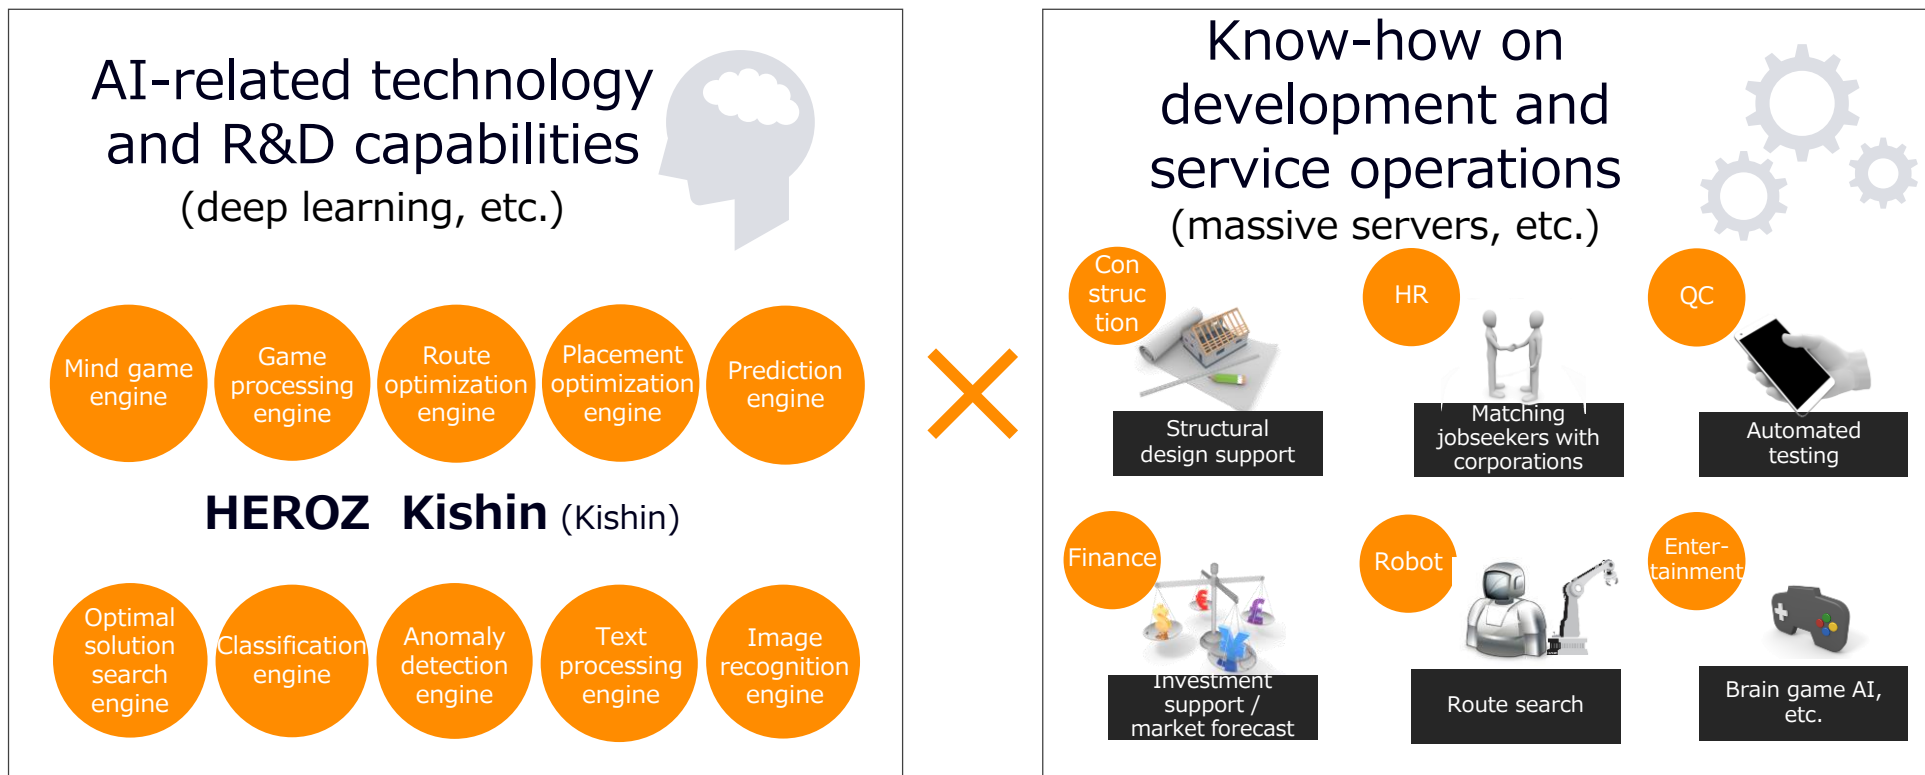 AI-related technology
and R&D capabilities
(deep learning, etc.)
Mind game
engine
Game
processing
engine
Route
optimization
engine
Placement
optimization
engine
Prediction
engine
HEROZ Kishin (Kishin)
Optimal
solution
search
engine
Classification
engine
Anomaly
detection
engine
Text
processing
engine
Image
recognition
engine
Know-how on
development and
service operations
(massive servers, etc.)
Con
struc
tion
Structural
design support
HR
Matching
jobseekers with
corporations
QC
Automated
testing
Finance
Investment
support /
market forecast
Robot
Route search
Enter-
tainment
Brain game AI,
etc.